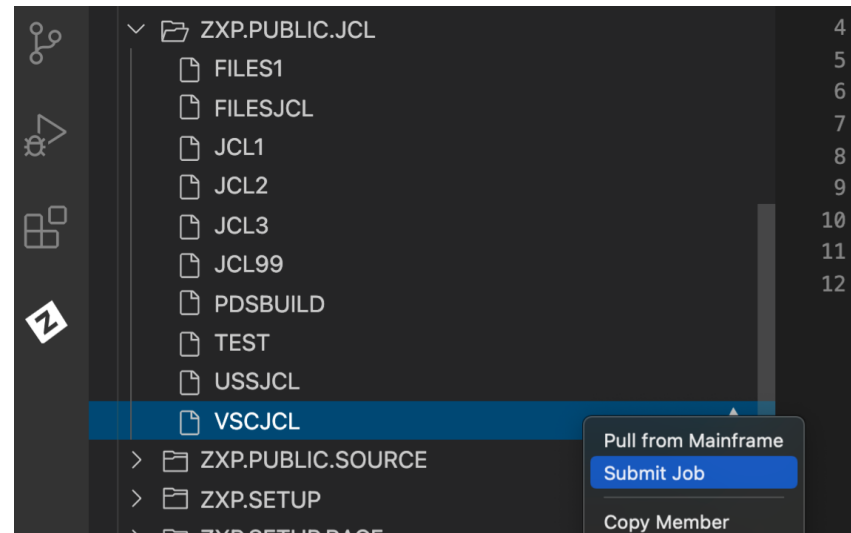 ZXP.PUBLIC.JCL
FILES1
FILESJCL
JCL1
JCL2
JCL3
JCL99
PDSBUILD
TEST
USSJCL
VSCJCL
ZXP.PUBLIC.SOURCE
ZXP.SETUP
Pull from Mainframe
Submit Job
Copy Member
4
5
6
7
8
9
10
11
12
Z